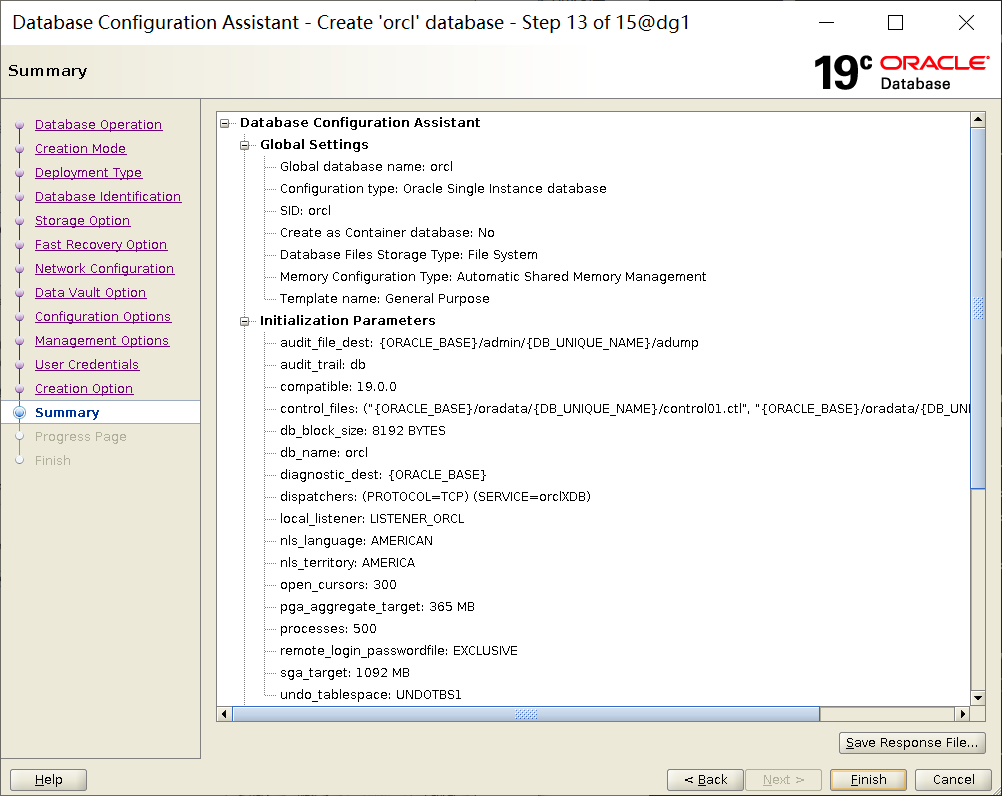 Database Configuration Assistant - Create 'orcl' database - Step 13 of 15@dg1
Summary
19c ORACLE
Database
Database Operation
Creation Mode
Deployment Type
Database Identification
Storage Option
Fast Recovery Option
Network Configuration
Data Vault Option
Configuration Options
Management Options
User Credentials
Creation Option
Summary
Progress Page
Finish
Database Configuration Assistant
Global Settings
Global database name: orcl
Configuration type: Oracle Single Instance database
SID: orcl
Create as Container database: No
Database Files Storage Type: File System
Memory Configuration Type: Automatic Shared Memory Management
Template name: General Purpose
Initialization Parameters
audit_file_dest: {ORACLE_BASE}/admin/{DB_UNIQUE_NAME}/adump
audit_trail: db
compatible: 19.0.0
control_files: ("{ORACLE_BASE}/oradata/{DB_UNIQUE_NAME}/control01.ctl", "{ORACLE_BASE}/oradata/{DB_UNI
db_block_size: 8192 BYTES
db_name: orcl
diagnostic_dest: {ORACLE_BASE}
dispatchers: (PROTOCOL=TCP) (SERVICE=orclXDB)
local_listener: LISTENER_ORCL
nls_language: AMERICAN
nls_territory: AMERICA
open_cursors: 300
pga_aggregate_target: 365 MB
processes: 500
remote_login_passwordfile: EXCLUSIVE
sga_target: 1092 MB
undo_tablespace: UNDOTBS1
Save Response File...
Help
< Back
Next >
Finish
Cancel